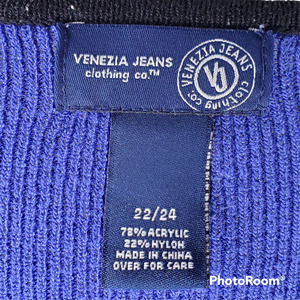 VENEZIA JEANS
clothing co.™
VENEZIA JEANS
clothing co.
VJ
22/24
78% ACRYLIC
22% NYLON
MADE IN CHINA
OVER FOR CARE
PhotoRoom